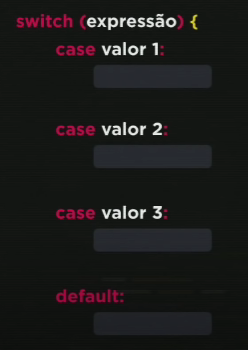 switch (expressão) {
case valor 1:
case valor 2:
case valor 3:
default: